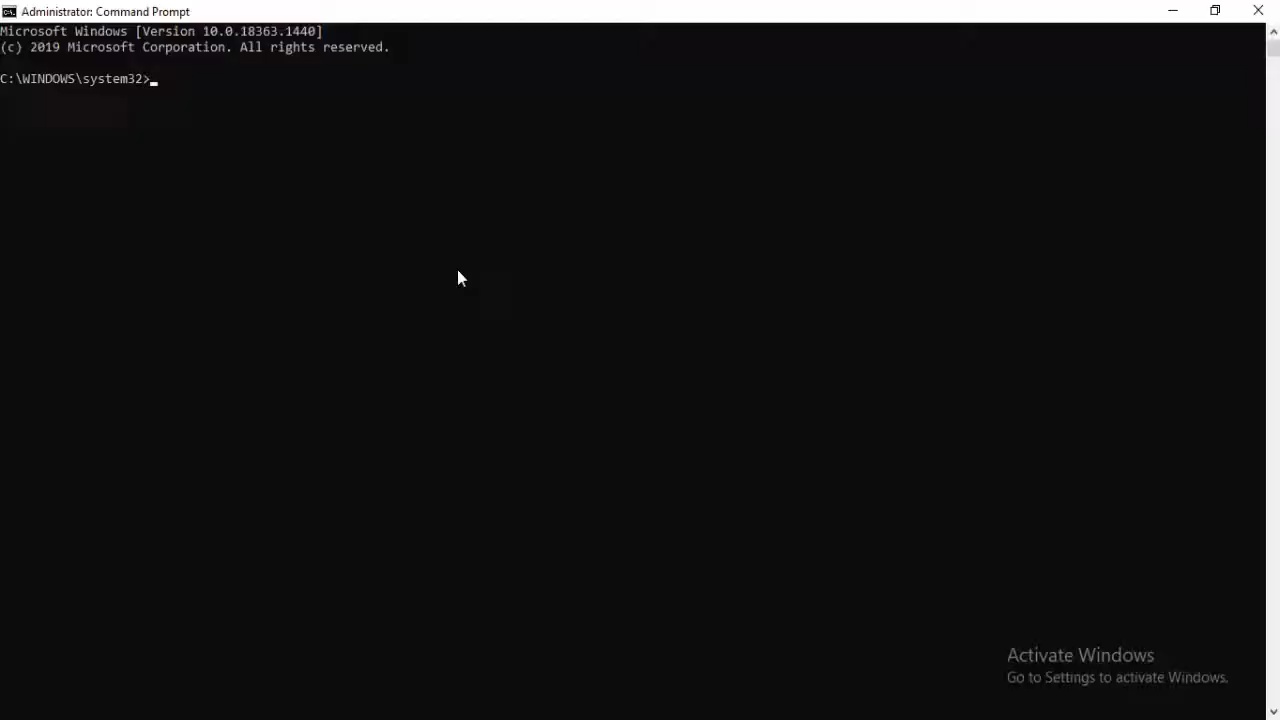 Administrator: Command Prompt
Microsoft Windows [Version 10.0.18363.1440]
(c) 2019 Microsoft Corporation. All rights reserved.
C:\WINDOWS\system32>
Activate Windows
Go to Settings to activate Windows.